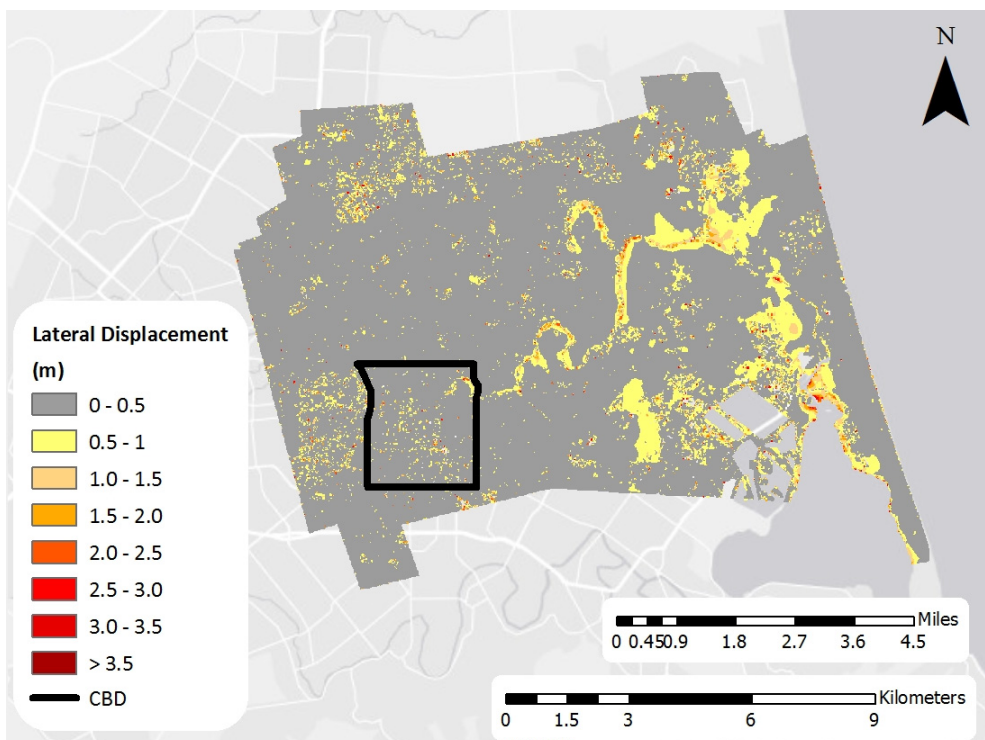 N
Lateral Displacement
(m)
0 - 0.5
0.5 - 1
1.0 - 1.5
1.5 - 2.0
2.0 - 2.5
2.5 - 3.0
3.0 - 3.5
> 3.5
CBD
Miles
0 0.450.9 1.8 2.7 3.6 4.5
Kilometers
0 1.5 3 6 9